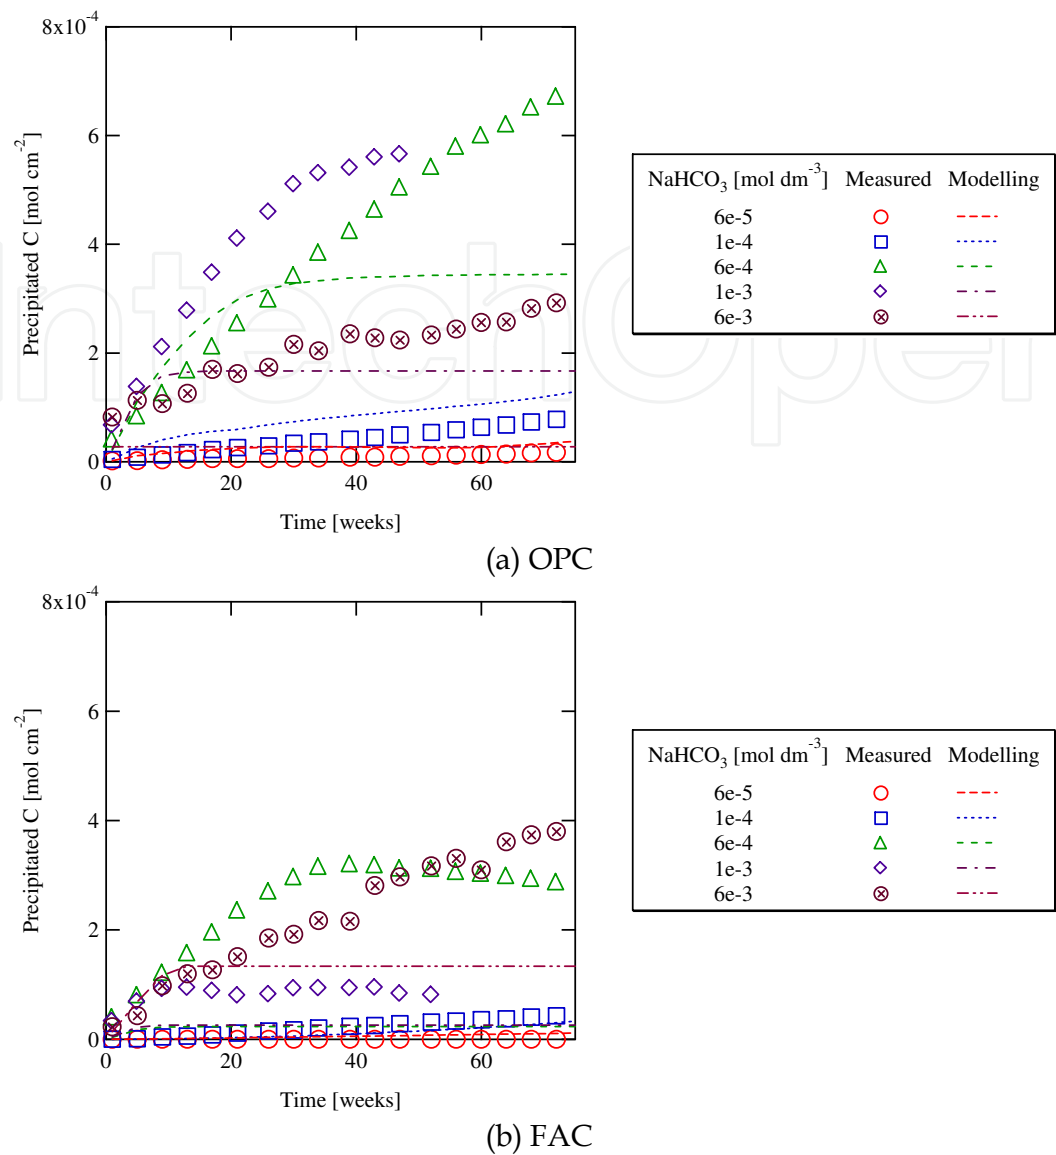 8x10⁻⁴
6
4
2
0
0 20 40 60
Precipitated C [mol cm⁻²]
Time [weeks]
NaHCO₃ [mol dm⁻³] Measured Modelling
6e-5
1e-4
6e-4
1e-3
6e-3
(a) OPC
8x10⁻⁴
6
4
2
0
0 20 40 60
Precipitated C [mol cm⁻²]
Time [weeks]
NaHCO₃ [mol dm⁻³] Measured Modelling
6e-5
1e-4
6e-4
1e-3
6e-3
(b) FAC